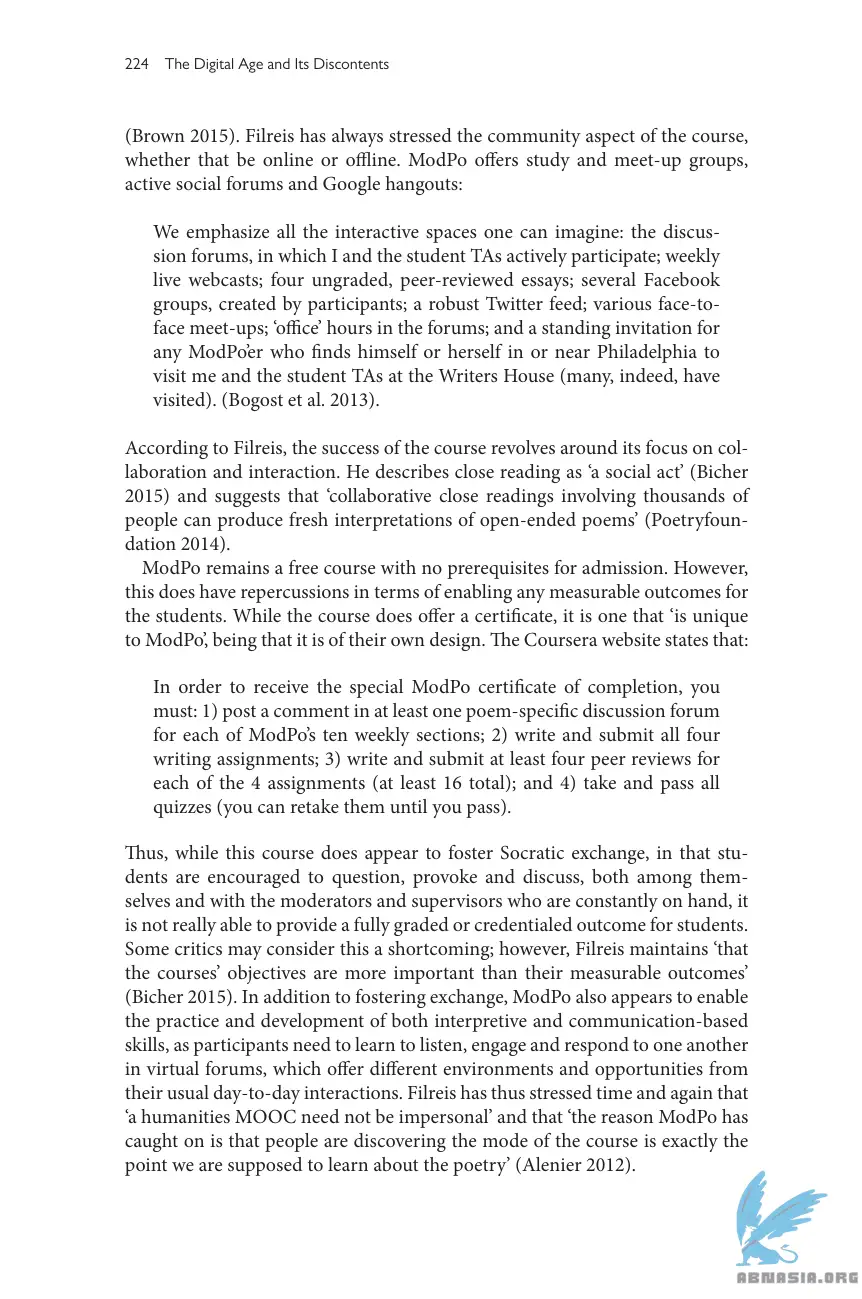 224 The Digital Age and Its Discontents
(Brown 2015). Filreis has always stressed the community aspect of the course,
whether that be online or offline. ModPo offers study and meet-up groups,
active social forums and Google hangouts:
We emphasize all the interactive spaces one can imagine: the discus-
sion forums, in which I and the student TAs actively participate; weekly
live webcasts; four ungraded, peer-reviewed essays; several Facebook
groups, created by participants; a robust Twitter feed; various face-to-
face meet-ups; ‘office’ hours in the forums; and a standing invitation for
any ModPo’er who finds himself or herself in or near Philadelphia to
visit me and the student TAs at the Writers House (many, indeed, have
visited). (Bogost et al. 2013).
According to Filreis, the success of the course revolves around its focus on col-
laboration and interaction. He describes close reading as ‘a social act’ (Bicher
2015) and suggests that ‘collaborative close readings involving thousands of
people can produce fresh interpretations of open-ended poems’ (Poetryfoun-
dation 2014).
ModPo remains a free course with no prerequisites for admission. However,
this does have repercussions in terms of enabling any measurable outcomes for
the students. While the course does offer a certificate, it is one that ‘is unique
to ModPo’, being that it is of their own design. The Coursera website states that:
In order to receive the special ModPo certificate of completion, you
must: 1) post a comment in at least one poem-specific discussion forum
for each of ModPo’s ten weekly sections; 2) write and submit all four
writing assignments; 3) write and submit at least four peer reviews for
each of the 4 assignments (at least 16 total); and 4) take and pass all
quizzes (you can retake them until you pass).
Thus, while this course does appear to foster Socratic exchange, in that stu-
dents are encouraged to question, provoke and discuss, both among them-
selves and with the moderators and supervisors who are constantly on hand, it
is not really able to provide a fully graded or credentialed outcome for students.
Some critics may consider this a shortcoming; however, Filreis maintains ‘that
the courses’ objectives are more important than their measurable outcomes’
(Bicher 2015). In addition to fostering exchange, ModPo also appears to enable
the practice and development of both interpretive and communication-based
skills, as participants need to learn to listen, engage and respond to one another
in virtual forums, which offer different environments and opportunities from
their usual day-to-day interactions. Filreis has thus stressed time and again that
‘a humanities MOOC need not be impersonal’ and that ‘the reason ModPo has
caught on is that people are discovering the mode of the course is exactly the
point we are supposed to learn about the poetry’ (Alenier 2012).
ABNASIA.ORG